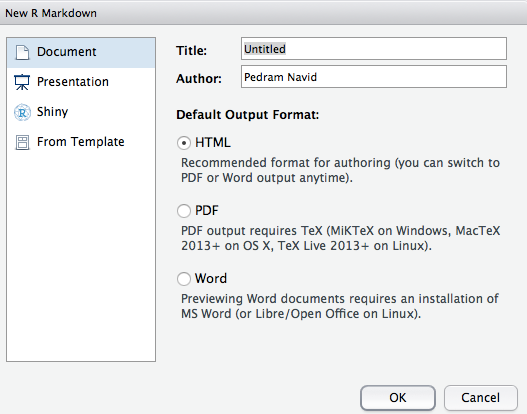 New R Markdown
Document
Presentation
Shiny
From Template
Title: Untitled
Author: Pedram Navid
Default Output Format:
HTML
Recommended format for authoring (you can switch to
PDF or Word output anytime).
PDF
PDF output requires TeX (MiKTeX on Windows, MacTeX
2013+ on OS X, TeX Live 2013+ on Linux).
Word
Previewing Word documents requires an installation of
MS Word (or Libre/Open Office on Linux).
OK Cancel